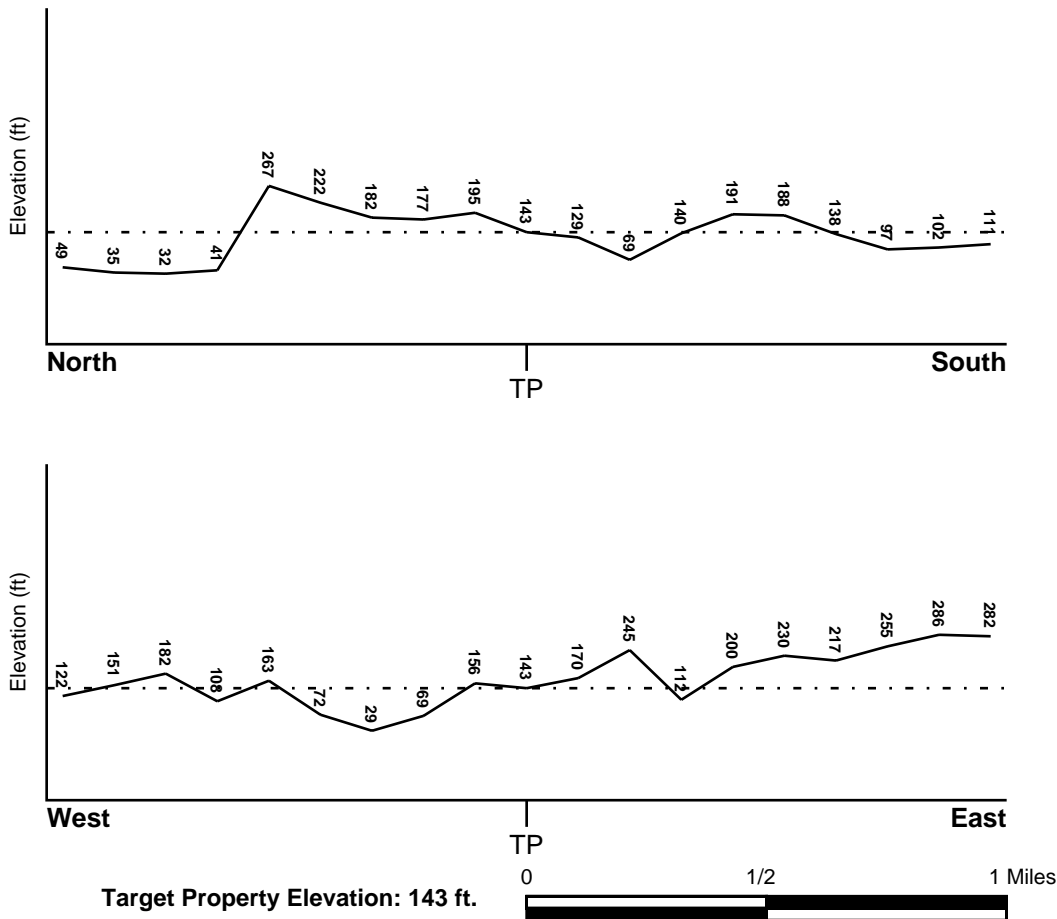 Elevation (ft)
49 35 32 41 267 222 182 177 195 143 129 69 140 191 188 138 97 102 111
North South
TP
Elevation (ft)
122 151 182 108 163 72 29 69 156 143 170 245 112 200 230 217 255 286 282
West East
TP
Target Property Elevation: 143 ft.
0 1/2 1 Miles